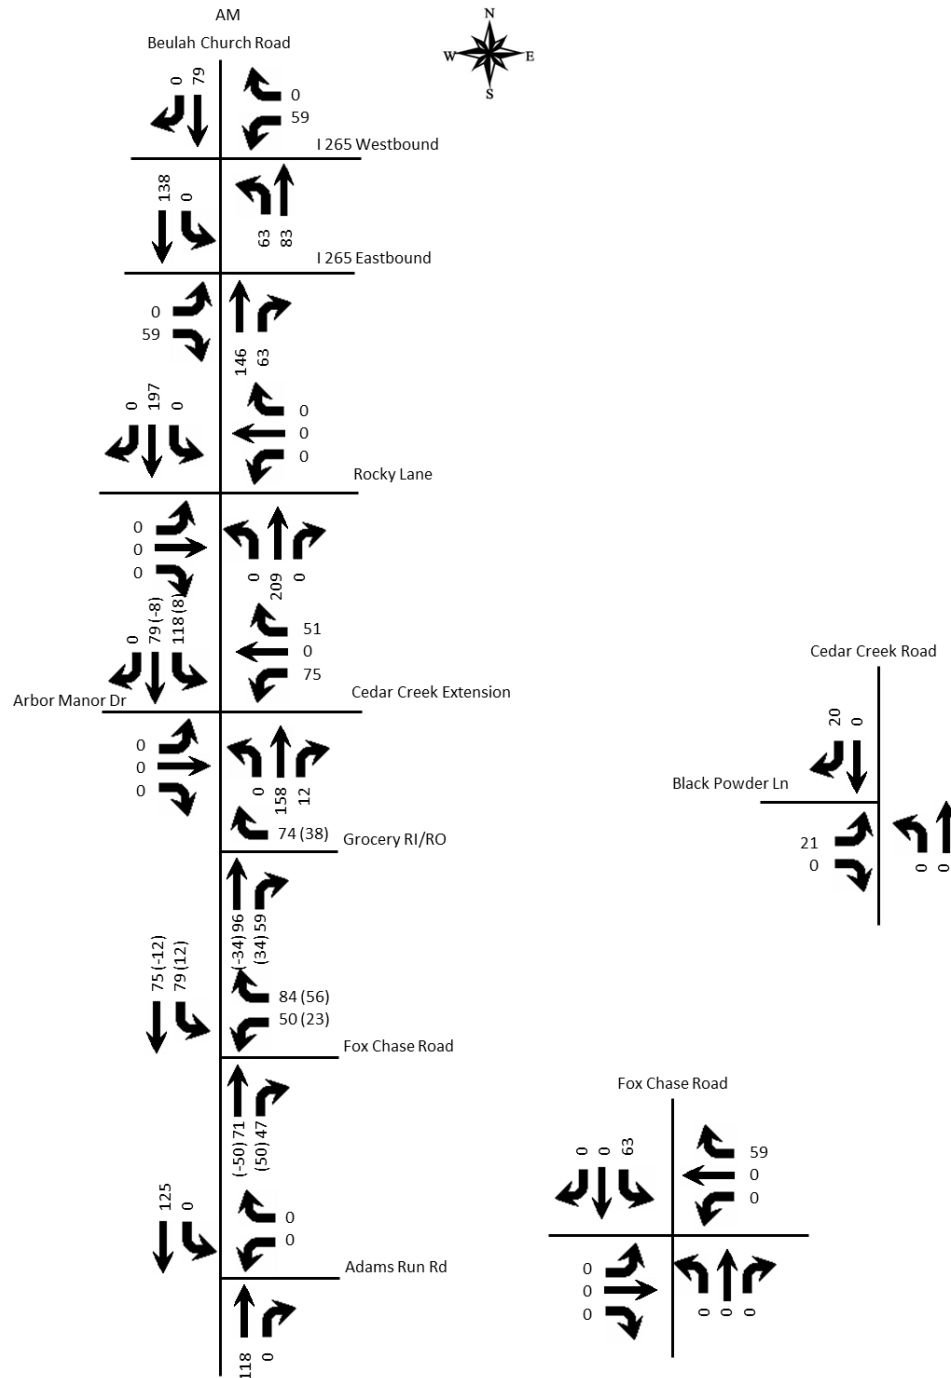 AM
Beulah Church Road
N
W E
S
0 79
0
59
I 265 Westbound
138 0
63 83
I 265 Eastbound
0
59
146 63
0 197 0
0
0
0
Rocky Lane
0
0
0
0 209 0
0 79 (-8) 118 (8)
51
0
75
Arbor Manor Dr
Cedar Creek Extension
0
0
0
0 158 12
74 (38)
Grocery RI/RO
(-34) 96 (34) 59
75 (-12) 79 (12)
84 (56)
50 (23)
Fox Chase Road
(-50) 71 (50) 47
125 0
0
0
Adams Run Rd
118 0
Cedar Creek Road
20 0
Black Powder Ln
21
0
0 0
Fox Chase Road
0 0 63
59
0
0
0
0
0
0 0 0